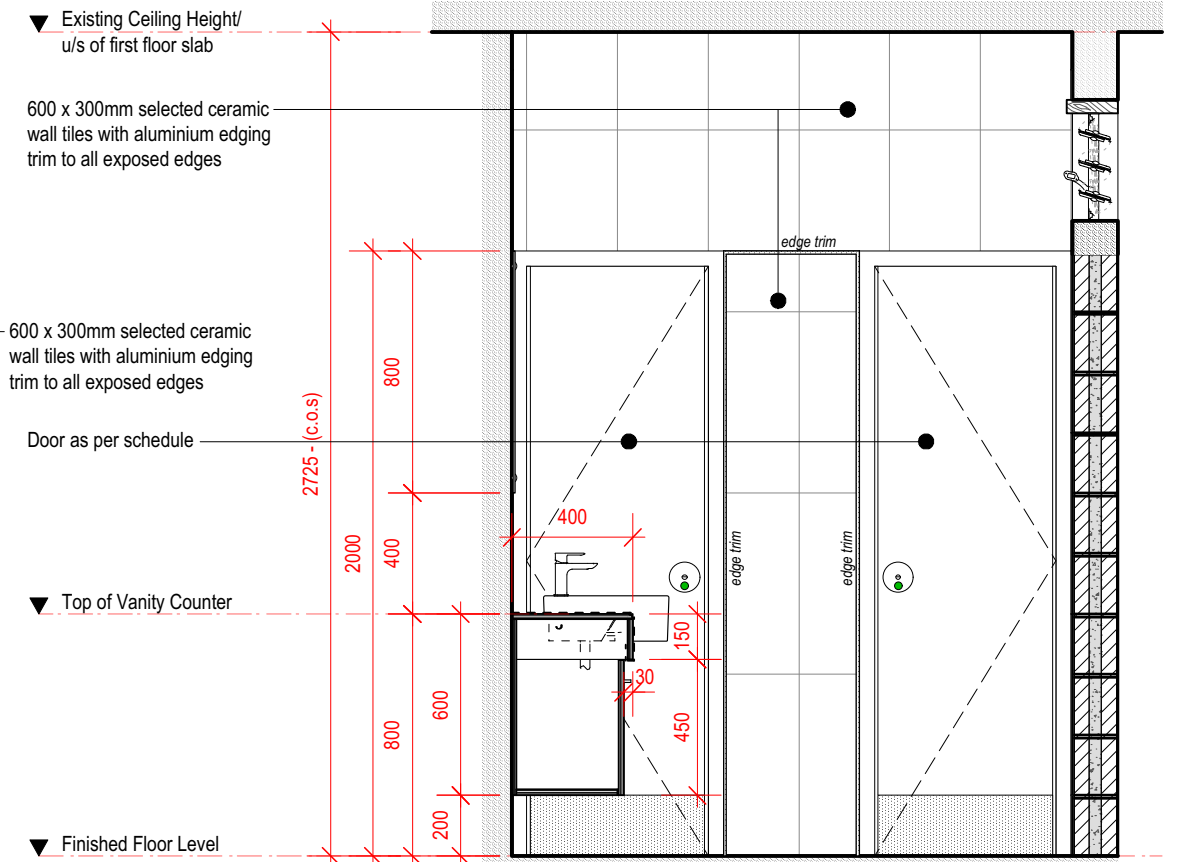 Existing Ceiling Height/
u/s of first floor slab
600 x 300mm selected ceramic
wall tiles with aluminium edging
trim to all exposed edges
edge trim
600 x 300mm selected ceramic
wall tiles with aluminium edging
trim to all exposed edges
800
2725 - (c.o.s)
Door as per schedule
400
2000
400
edge trim
edge trim
Top of Vanity Counter
150
30
600
800
450
200
Finished Floor Level